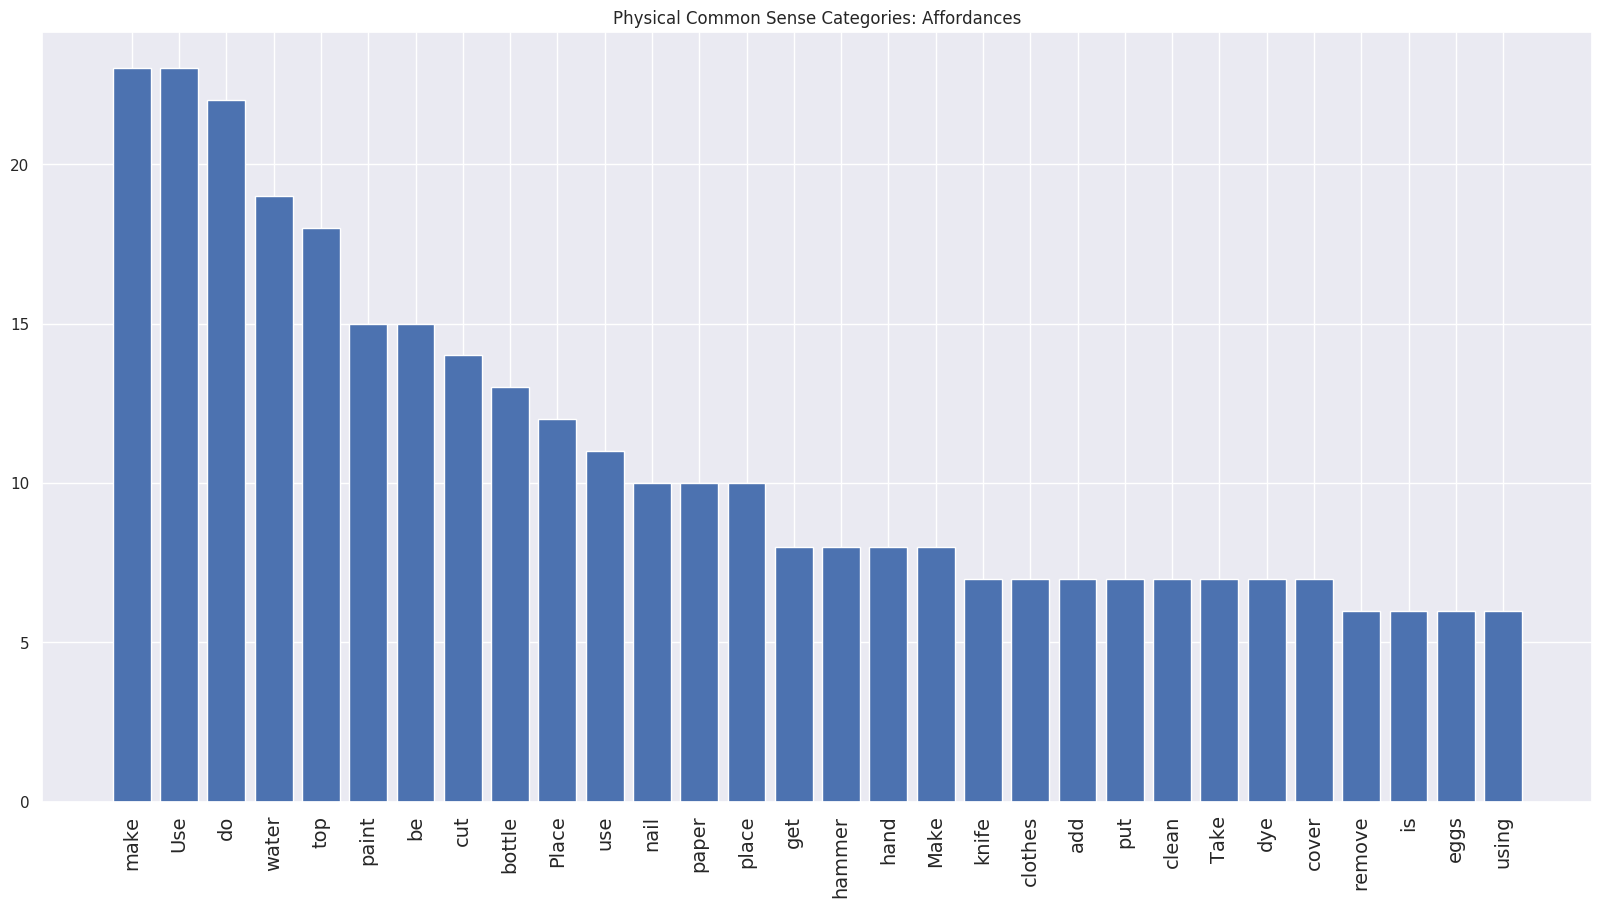 Physical Common Sense Categories: Affordances
20
15
10
5
0
make
Use
do
water
top
paint
be
cut
bottle
Place
use
nail
paper
place
get
hammer
hand
Make
knife
clothes
add
put
clean
Take
dye
cover
remove
is
eggs
using